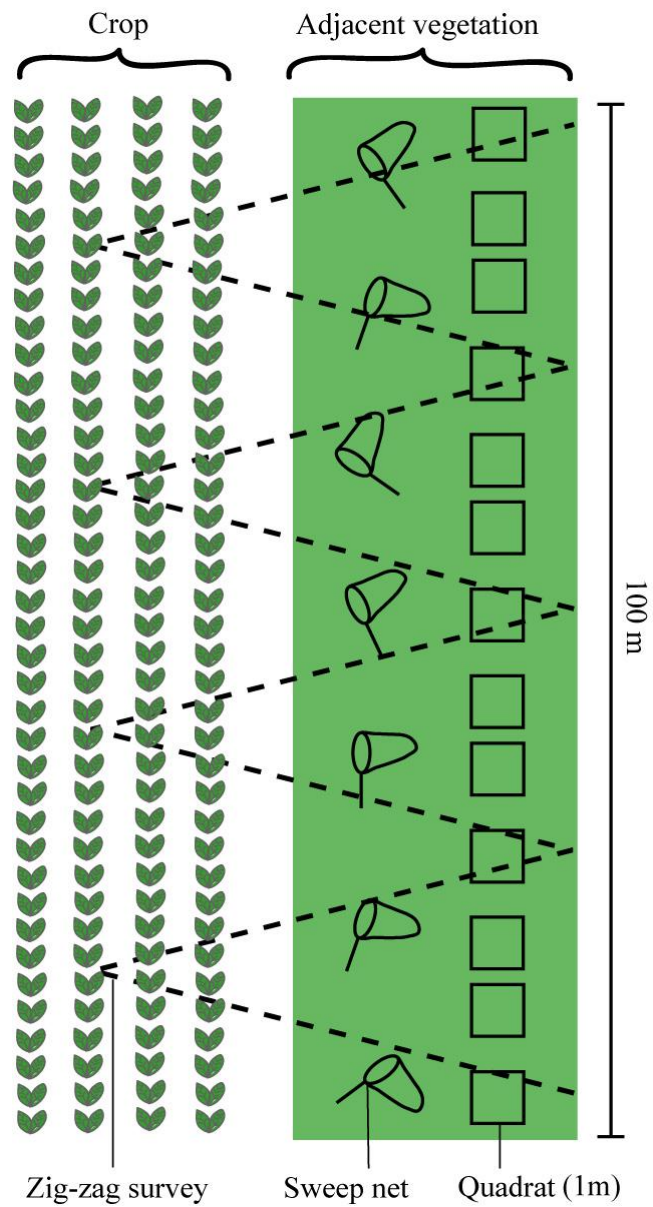 Crop
Adjacent vegetation
100 m
Zig-zag survey
Sweep net
Quadrat (1m)